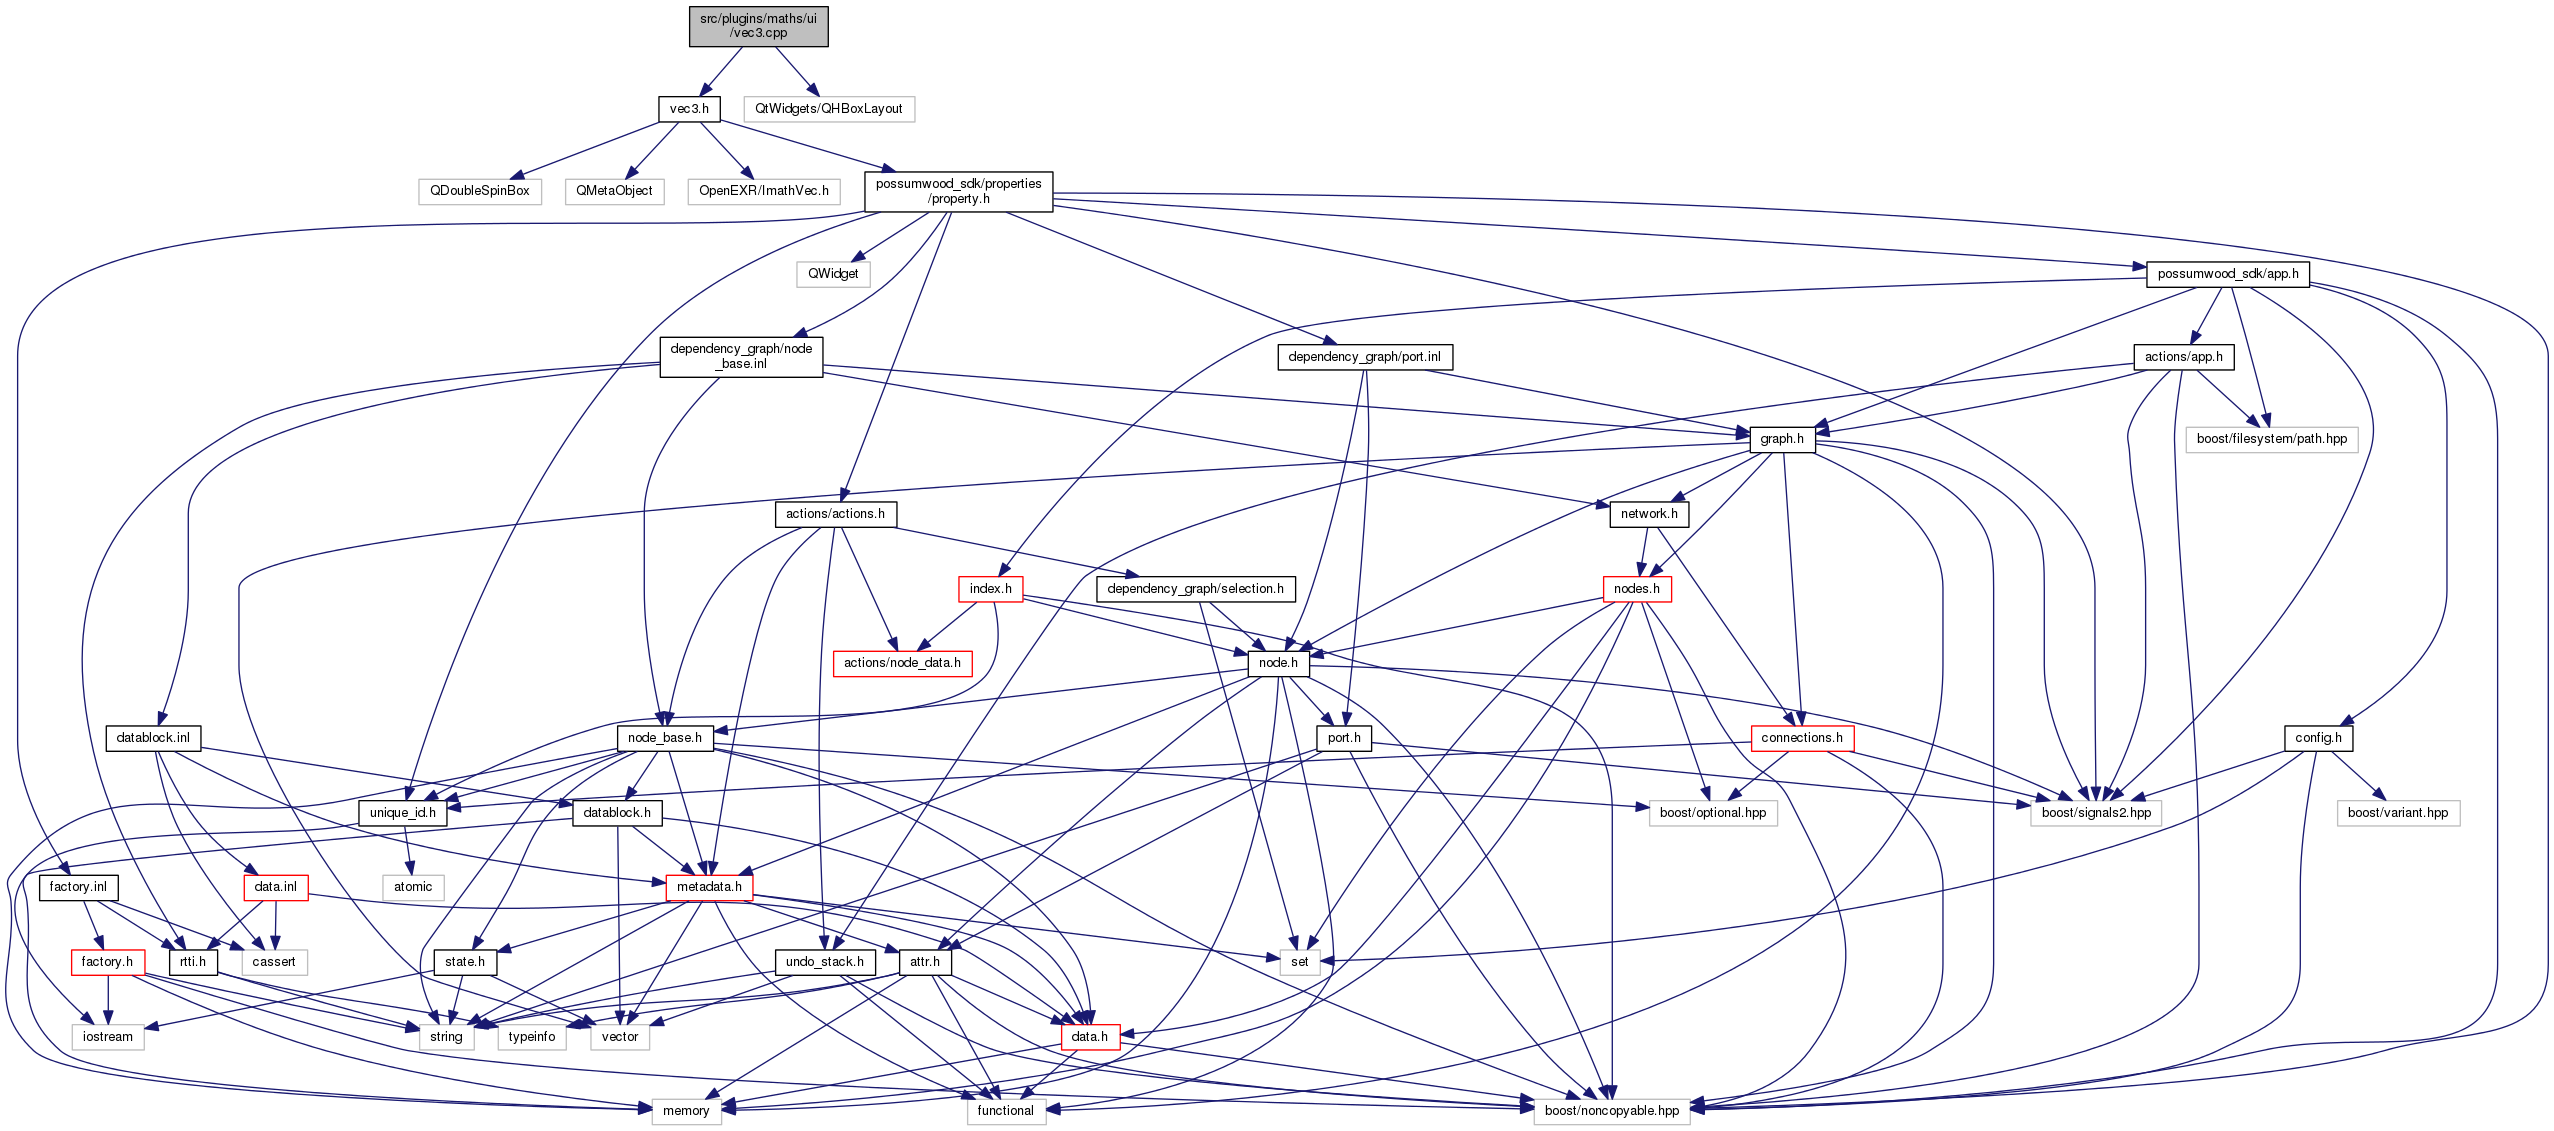 src/plugins/maths/ui
/vec3.cpp
vec3.h
QtWidgets/QHBoxLayout
QDoubleSpinBox
QMetaObject
OpenEXR/ImathVec.h
possumwood_sdk/properties
/property.h
QWidget
possumwood_sdk/app.h
dependency_graph/node
_base.inl
dependency_graph/port.inl
actions/app.h
graph.h
boost/filesystem/path.hpp
actions/actions.h
network.h
index.h
dependency_graph/selection.h
nodes.h
actions/node_data.h
node.h
datablock.inl
node_base.h
port.h
connections.h
config.h
unique_id.h
datablock.h
boost/optional.hpp
boost/signals2.hpp
boost/variant.hpp
factory.inl
data.inl
atomic
metadata.h
factory.h
rtti.h
cassert
state.h
undo_stack.h
attr.h
set
iostream
string
typeinfo
vector
data.h
memory
functional
boost/noncopyable.hpp